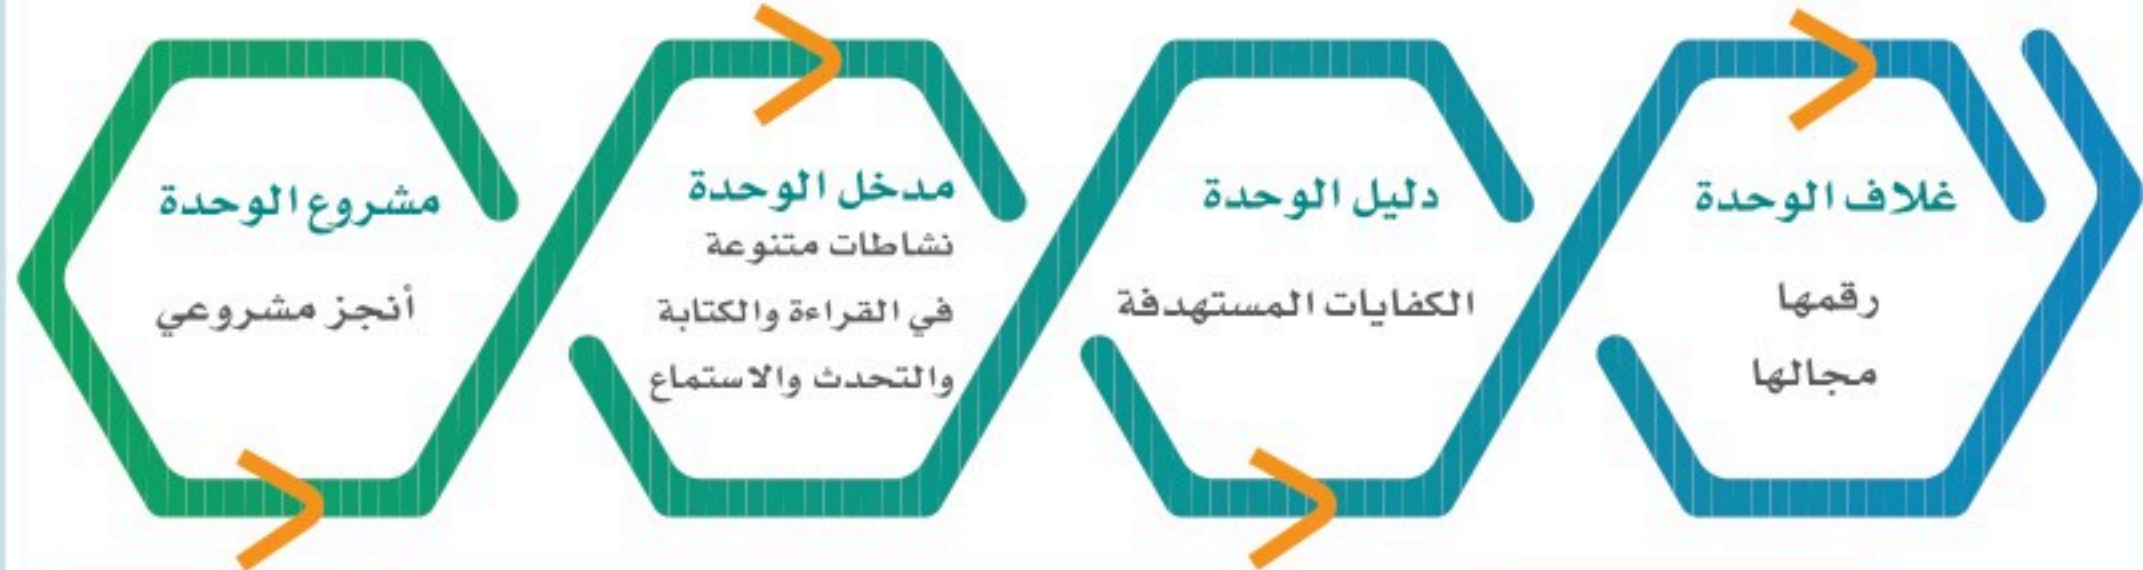 غلاف الوحدة
رقمها
مجالها
دليل الوحدة
الكفايات المستهدفة
مدخل الوحدة
نشاطات متنوعة
في القراءة والكتابة
والتحدث والاستماع
مشروع الوحدة
أنجز مشروعي